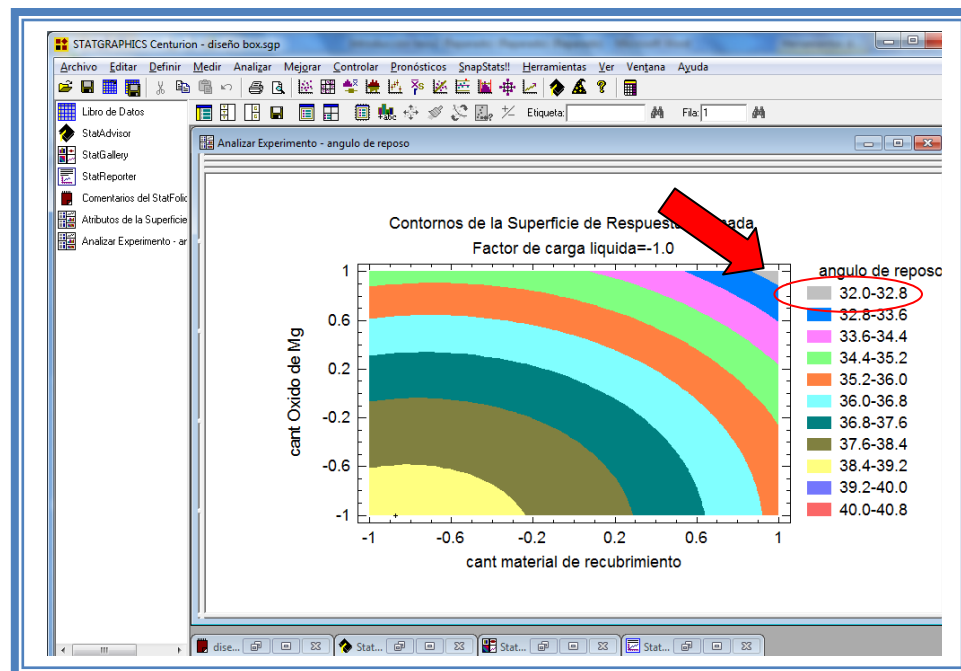 STATGRAPHICS Centurion - diseño box.sgp
Archivo Editar Definir Medir Analizar Mejorar Controlar Pronósticos SnapStats!! Herramientas Ver Ventana Ayuda
Etiqueta: Fila: 1
Libro de Datos
StatAdvisor
StatGallery
StatReporter
Comentarios del StatFolic
Atributos de la Superficie
Analizar Experimento - ar
Analizar Experimento - angulo de reposo
Contornos de la Superficie de Respuesta
Factor de carga liquida=-1.0
angulo de reposo
32.0-32.8
32.8-33.6
33.6-34.4
34.4-35.2
35.2-36.0
36.0-36.8
36.8-37.6
37.6-38.4
38.4-39.2
39.2-40.0
40.0-40.8
cant Oxido de Mg
1
0.6
0.2
-0.2
-0.6
-1
-1 -0.6 -0.2 0.2 0.6 1
cant material de recubrimiento
dise... Stat... Stat... Stat...